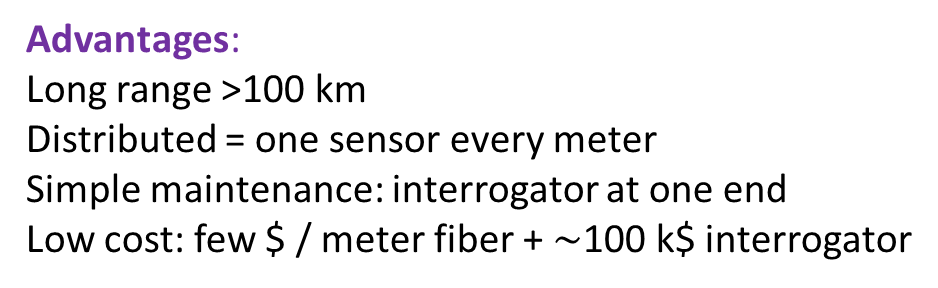 Advantages:
Long range >100 km
Distributed = one sensor every meter
Simple maintenance: interrogator at one end
Low cost: few $ / meter fiber + ~100 k$ interrogator